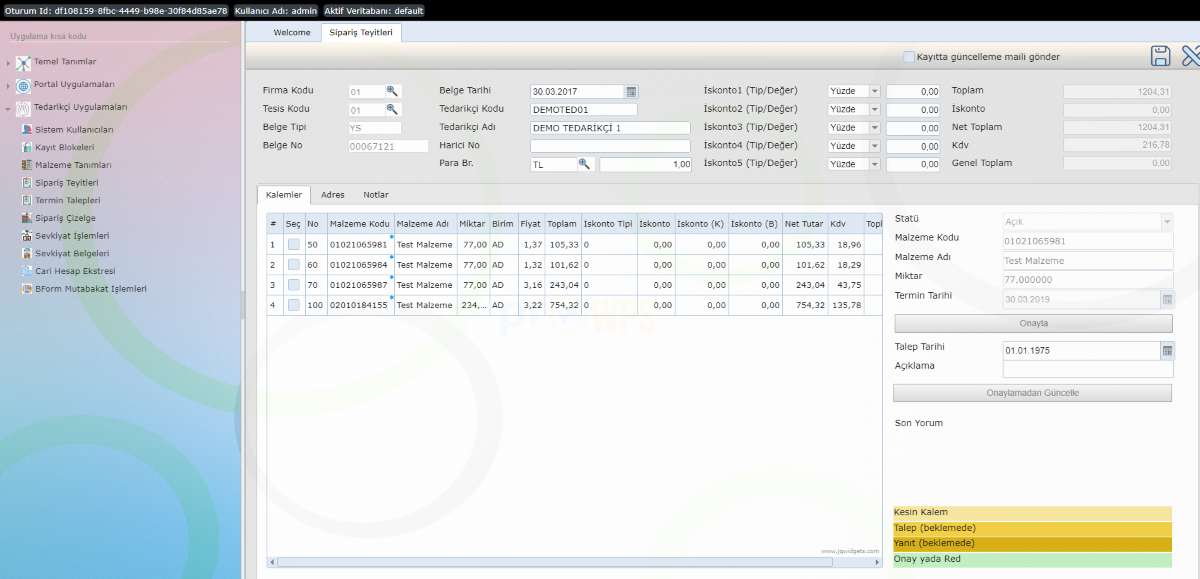 Oturum Id: df108159-8fbc-4449-b98e-30f84d85ae78 Kullanıcı Adı: admin Aktif Veritabanı: default
Uygulama kısa kodu
Temel Tanımlar
Portal Uygulamaları
Tedarikçi Uygulamaları
Sistem Kullanıcıları
Kayıt Blokeleri
Malzeme Tanımları
Sipariş Teyitleri
Termin Talepleri
Sipariş Çizelge
Sevkiyat İşlemleri
Sevkiyat Belgeleri
Cari Hesap Ekstresi
BForm Mutabakat İşlemleri
Welcome Sipariş Teyitleri
Kayıtta güncelleme maili gönder
Firma Kodu 01 Belge Tarihi 30.03.2017 İskonto1 (Tip/Değer) Yüzde 0,00 Toplam 1204,31
Tesis Kodu 01 Tedarikçi Kodu DEMOTED01 İskonto2 (Tip/Değer) Yüzde 0,00 İskonto 0,00
Belge Tipi YS Tedarikçi Adı DEMO TEDARİKÇİ 1 İskonto3 (Tip/Değer) Yüzde 0,00 Net Toplam 1204,31
Belge No 00067121 Harici No İskonto4 (Tip/Değer) Yüzde 0,00 Kdv 216,78
Para Br. TL 1,00 İskonto5 (Tip/Değer) Yüzde 0,00 Genel Toplam 0,00
Kalemler Adres Notlar
# Seç No Malzeme Kodu Malzeme Adı Miktar Birim Fiyat Toplam İskonto Tipi İskonto İskonto (K) İskonto (B) Net Tutar Kdv Topl
1 50 01021065981 Test Malzeme 77,00 AD 1,37 105,33 0 0,00 0,00 0,00 105,33 18,96
2 60 01021065984 Test Malzeme 77,00 AD 1,32 101,62 0 0,00 0,00 0,00 101,62 18,29
3 70 01021065987 Test Malzeme 77,00 AD 3,16 243,04 0 0,00 0,00 0,00 243,04 43,75
4 100 02010184155 Test Malzeme 234,... AD 3,22 754,32 0 0,00 0,00 0,00 754,32 135,78
www.jqwidgets.com
Statü Açık
Malzeme Kodu 01021065981
Malzeme Adı Test Malzeme
Miktar 77,000000
Termin Tarihi 30.03.2019
Onayla
Talep Tarihi 01.01.1975
Açıklama
Onaylamadan Güncelle
Son Yorum
Kesin Kalem
Talep (beklemede)
Yanıt (beklemede)
Onay yada Red